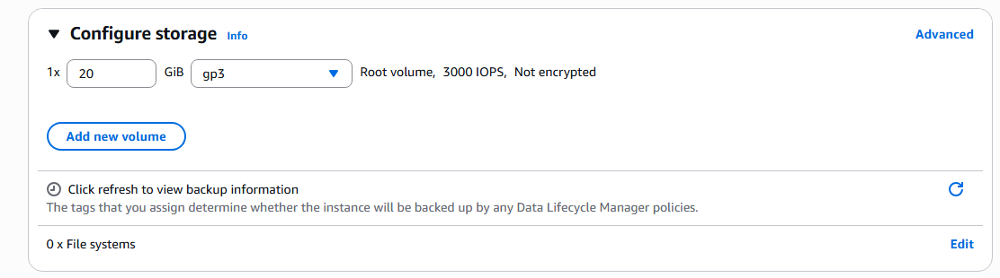 Configure storage Info Advanced
1x 20 GiB gp3 Root volume, 3000 IOPS, Not encrypted
Add new volume
Click refresh to view backup information
The tags that you assign determine whether the instance will be backed up by any Data Lifecycle Manager policies.
0 x File systems Edit